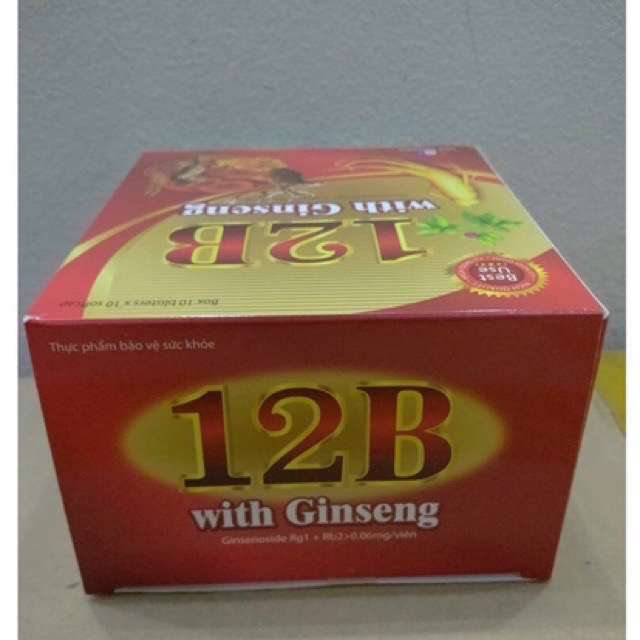 with Ginseng
12B
Best
Use
Box 10 blisters x 10 softcap
Thực phẩm bảo vệ sức khỏe
12B
with Ginseng
Ginsenoside Rg1 + Rb2>0.06mg/viên